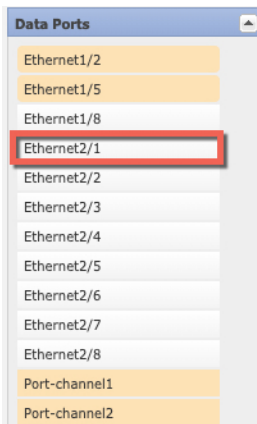 Data Ports
Ethernet1/2
Ethernet1/5
Ethernet1/8
Ethernet2/1
Ethernet2/2
Ethernet2/3
Ethernet2/4
Ethernet2/5
Ethernet2/6
Ethernet2/7
Ethernet2/8
Port-channel1
Port-channel2